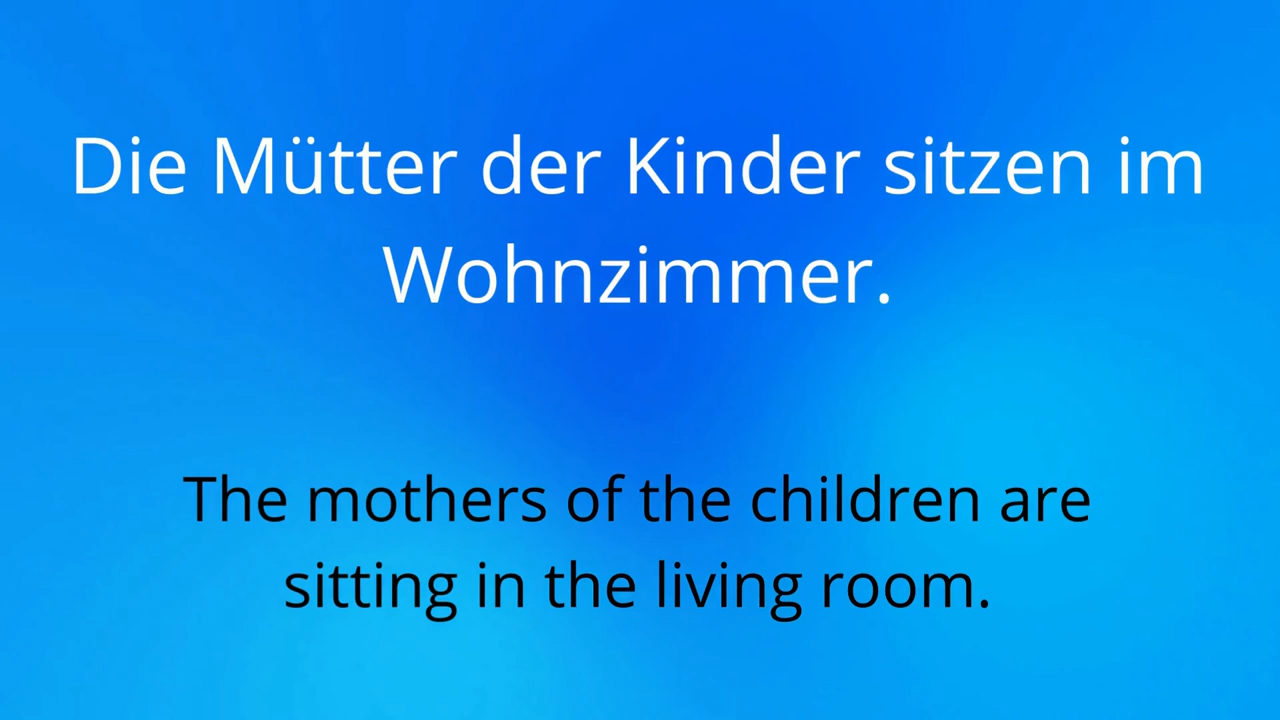 Die Mütter der Kinder sitzen im
Wohnzimmer.
The mothers of the children are
sitting in the living room.